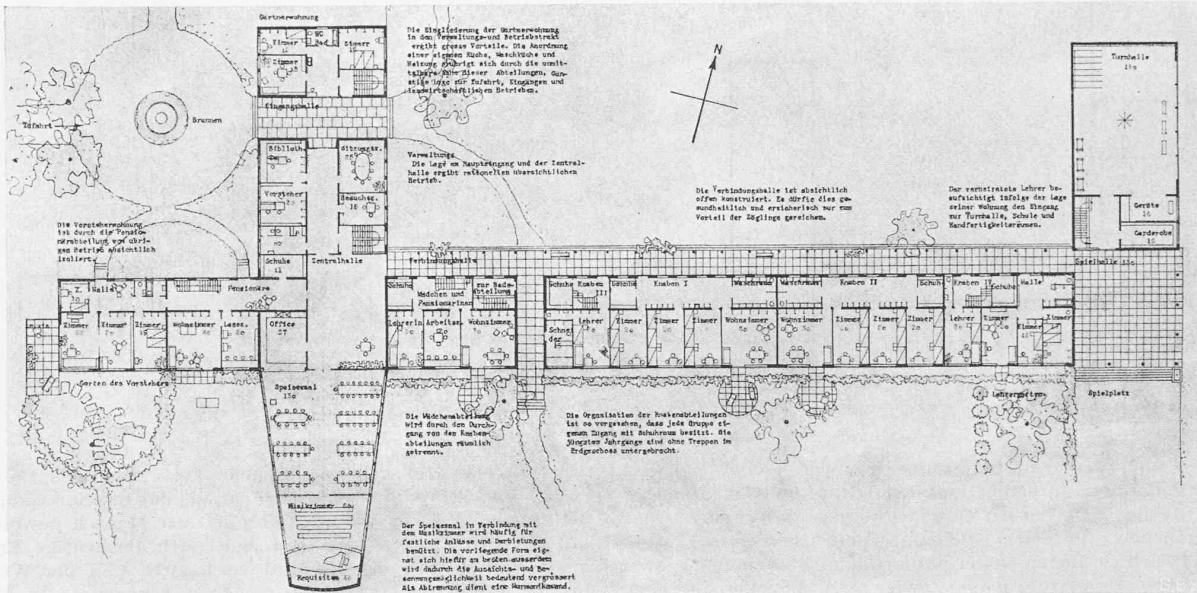 Gärtnerwohnung
Zimmer
WC
Bad
Zimmer
Zimmer
Die Eingliederung der Gärtnerwohnung
in den Verwaltungs-und Betriebstrakt
ergibt grosse Vorteile. Die Anordnung
einer eigenen Küche, Waschküche und
Heizung erübrigt sich durch die unmit-
telbare Nähe dieser Abteilungen. Gün-
stige Lage zur Zufahrt, Eingängen und
landwirtschaftlichen Betrieben.
N
Turnhalle
Zufahrt
Brunnen
Eingangshalle
Biblioth.
Sitzungsz.
Vorsteher
Besuchsz.
Schuhe
Zentralhalle
Verwaltung:
Die Lage am Haupteingang und der Zentral-
halle ergibt rationellen übersichtlichen
Betrieb.
Die Verbindungshalle ist absichtlich
offen konstruiert. Es dürfte dies ge-
sundheitlich und erzieherisch nur zum
Vorteil der Zöglinge gereichen.
Der verheiratete Lehrer be-
aufsichtigt infolge der Lage
seiner Wohnung den Eingang
zur Turnhalle, Schule und
Handfertigkeitsräumen.
Geräte
Garderobe
Die Vorsteherwohnung
ist durch die Pensio-
närabteilung vom übri-
gen Betrieb absichtlich
isoliert.
Verbindungshalle
Spielhalle
Z.
Halle
Pensionäre
Schuhe
Mädchen und
Pensionärinnen
zur Bade-
abteilung
Schuhe Knaben
III
Schuhe
Knaben I
Waschraum
Waschraum
Knaben II
Schuh
Knaben IV
Schuhe
Halle
Zimmer
Zimmer
Zimmer
Wohnzimmer
Lesez.
Office
27
Lehrerin
Arbeitsz.
Wohnzimmer
Lehrer
Zimmer
Zimmer
Zimmer
Wohnzimmer
Wohnzimmer
Zimmer
Zimmer
Zimmer
Lehrer
Zimmer
Zimmer
Zimmer
Garten des Vorstehers
Speisesaal
130
Lehrergarten
Spielplatz
Die Mädchenabteilung
wird durch den Durch-
gang von den Knaben-
abteilungen räumlich
getrennt.
Die Organisation der Knabenabteilungen
ist so vorgesehen, dass jede Gruppe ei-
genen Zugang mit Schuhraum besitzt. Die
jüngsten Jahrgänge sind ohne Treppen im
Erdgeschoss untergebracht.
Musikzimmer
Requisiten
Der Speisesaal in Verbindung mit
dem Musikzimmer wird häufig für
festliche Anlässe und Darbietungen
benützt. Die vorliegende Form eig-
net sich hiefür am besten ausserdem
wird dadurch die Aussichts- und Be-
sonnungsmöglichkeit bedeutend vergrössert
Als Abtrennung dient eine Harmonikawand.